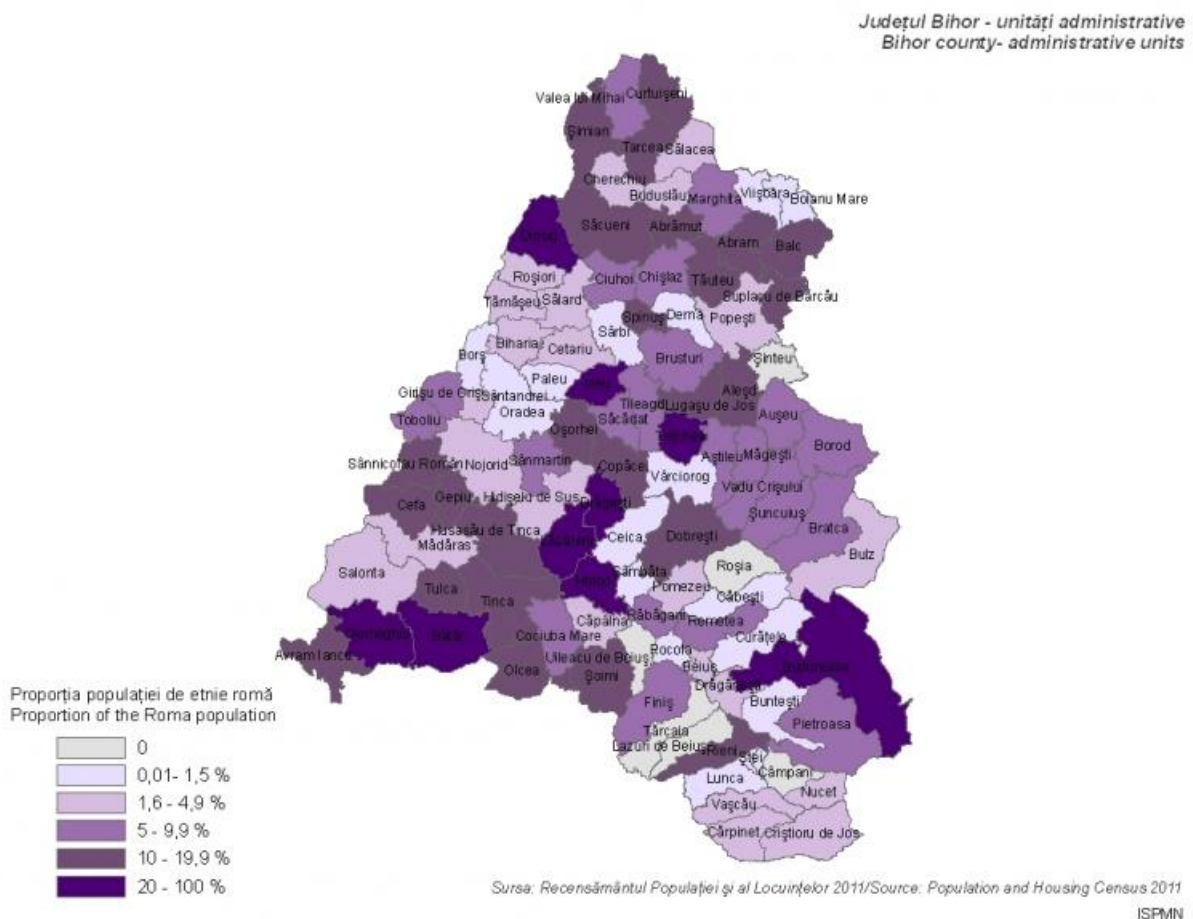 Județul Bihor - unități administrative
Bihor county- administrative units
Valea lui Mihai
Curtuișeni
Șimian
Tarcea
Sălacea
Cherechiu
Buduslău
Marghita
Viișoara
Boianu Mare
Săcueni
Abrămut
Abram
Balc
Roșiori
Ciuhoi
Chișlaz
Tăuteu
Suplacu de Barcău
Tămășeu
Sălard
Spinuș
Derna
Popești
Sârbi
Biharia
Cetariu
Borș
Brusturi
Șinteu
Paleu
Girișu de Criș
Sântandrei
Aleșd
Tileagd
Lugașu de Jos
Toboliu
Oradea
Săcădat
Aușeu
Oșorhei
Borod
Sânnicolau Român
Nojorid
Sânmartin
Copăcel
Aștileu
Măgești
Vârciorog
Vadu Crișului
Cefa
Gepiu
Hidișelu de Sus
Șuncuiuș
Bratca
Husasău de Tinca
Mădăras
Ceica
Dobrești
Bulz
Salonta
Sâmbăta
Roșia
Pomezeu
Căbești
Tulca
Tinca
Căpâlna
Răbăgani
Remetea
Cociuba Mare
Curățele
Avram Iancu
Uileacu de Beiuș
Pocola
Beiuș
Olcea
Șoimi
Budureasa
Finiș
Buntești
Pietroasa
Tărcaia
Lazuri de Beiuș
Rieni
Ștei
Câmpani
Lunca
Nucet
Vașcău
Cărpinet
Criștioru de Jos
Proporția populației de etnie romă
Proportion of the Roma population
0
0,01- 1,5 %
1,6 - 4,9 %
5 - 9,9 %
10 - 19,9 %
20 - 100 %
Sursa: Recensământul Populației și al Locuințelor 2011/Source: Population and Housing Census 2011
ISPMN